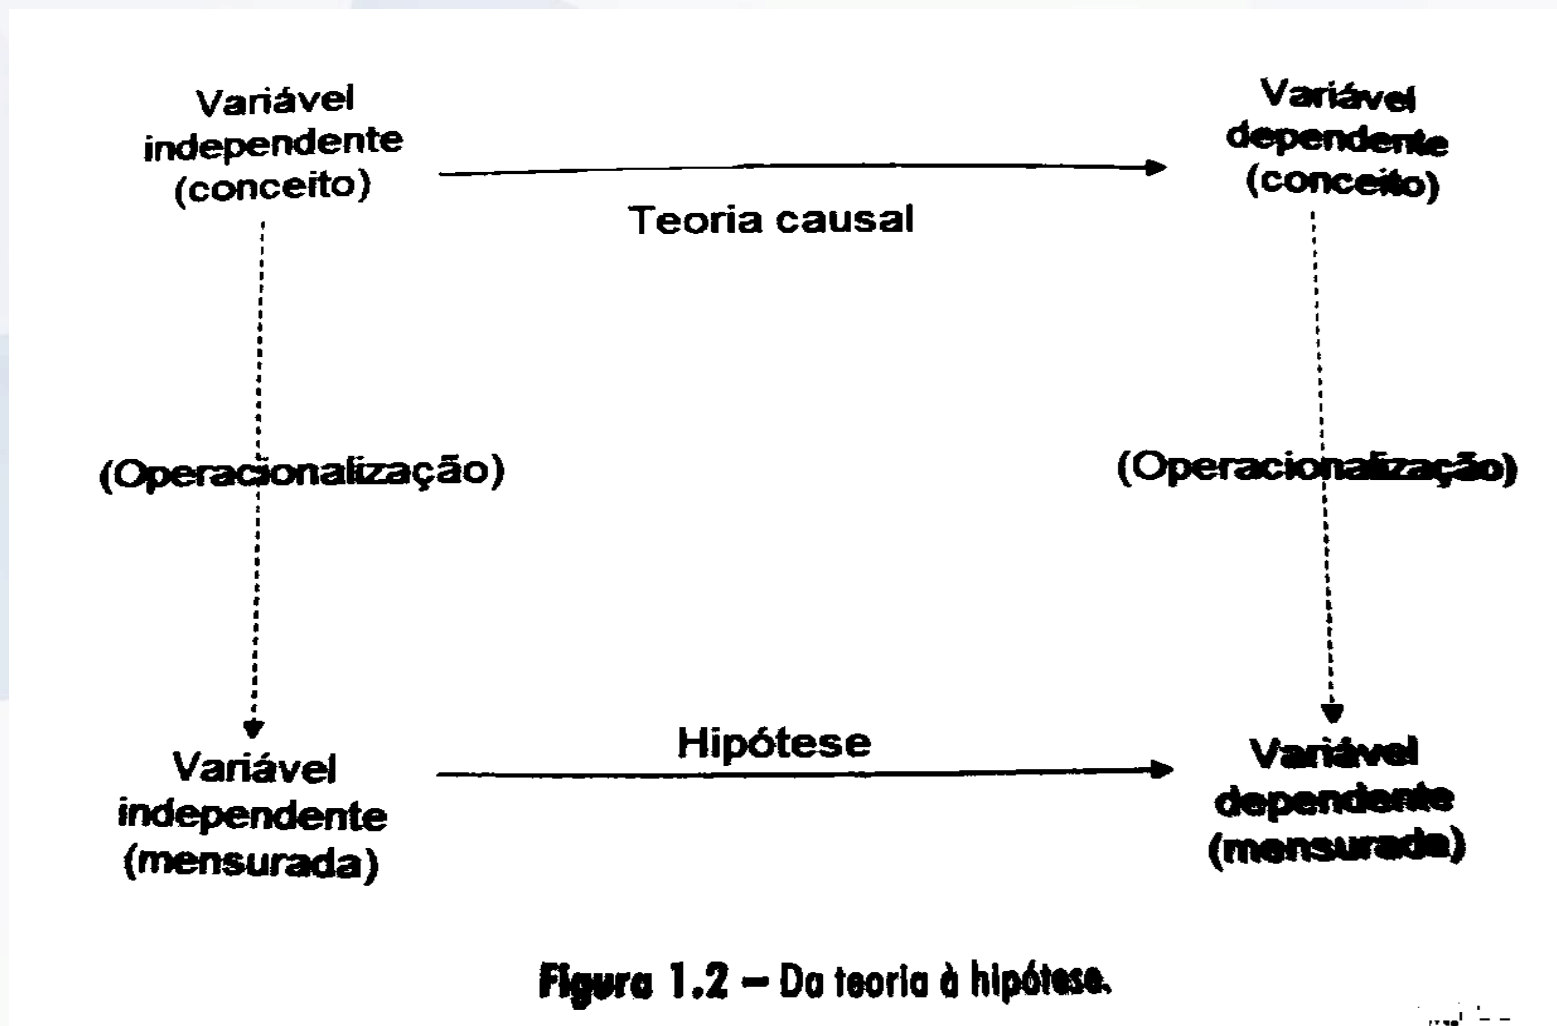 Variável
independente
(conceito)
Variável
dependente
(conceito)
Teoria causal
(Operacionalização)
(Operacionalização)
Hipótese
Variável
independente
(mensurada)
Variável
dependente
(mensurada)
Figura 1.2 – Da teoria à hipótese.